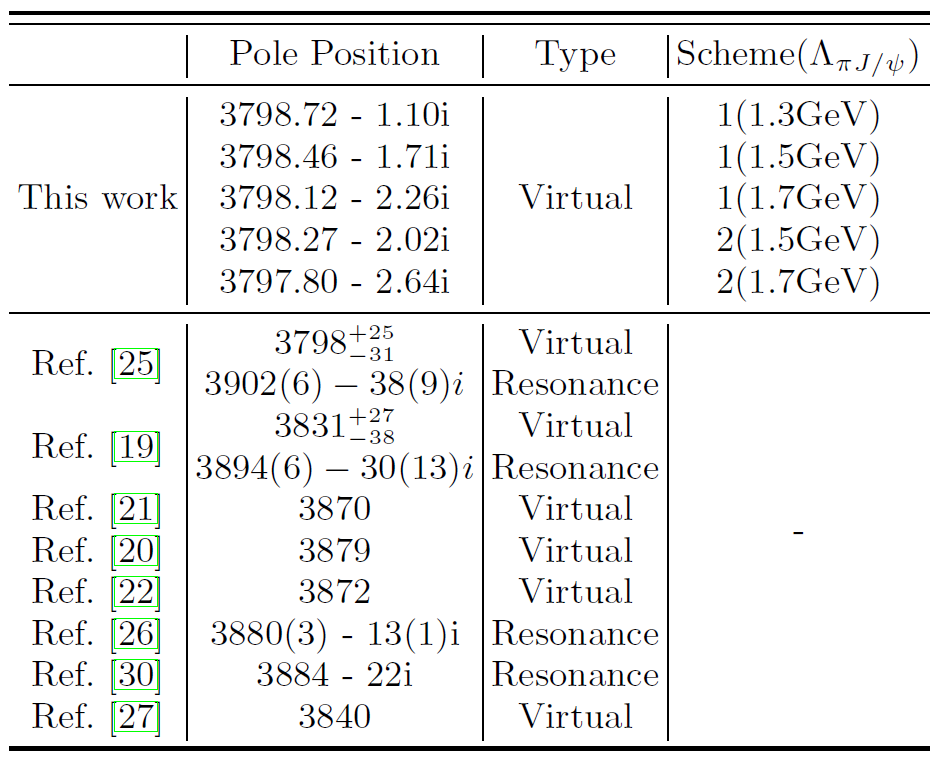 Pole Position Type Scheme(Λ_{πJ/ψ})
3798.72 - 1.10i 1(1.3GeV)
3798.46 - 1.71i 1(1.5GeV)
This work 3798.12 - 2.26i Virtual 1(1.7GeV)
3798.27 - 2.02i 2(1.5GeV)
3797.80 - 2.64i 2(1.7GeV)
Ref. [25] 3798^{+25}_{-31} Virtual
3902(6) − 38(9)i Resonance
Ref. [19] 3831^{+27}_{-38} Virtual
3894(6) − 30(13)i Resonance
Ref. [21] 3870 Virtual
Ref. [20] 3879 Virtual -
Ref. [22] 3872 Virtual
Ref. [26] 3880(3) - 13(1)i Resonance
Ref. [30] 3884 - 22i Resonance
Ref. [27] 3840 Virtual